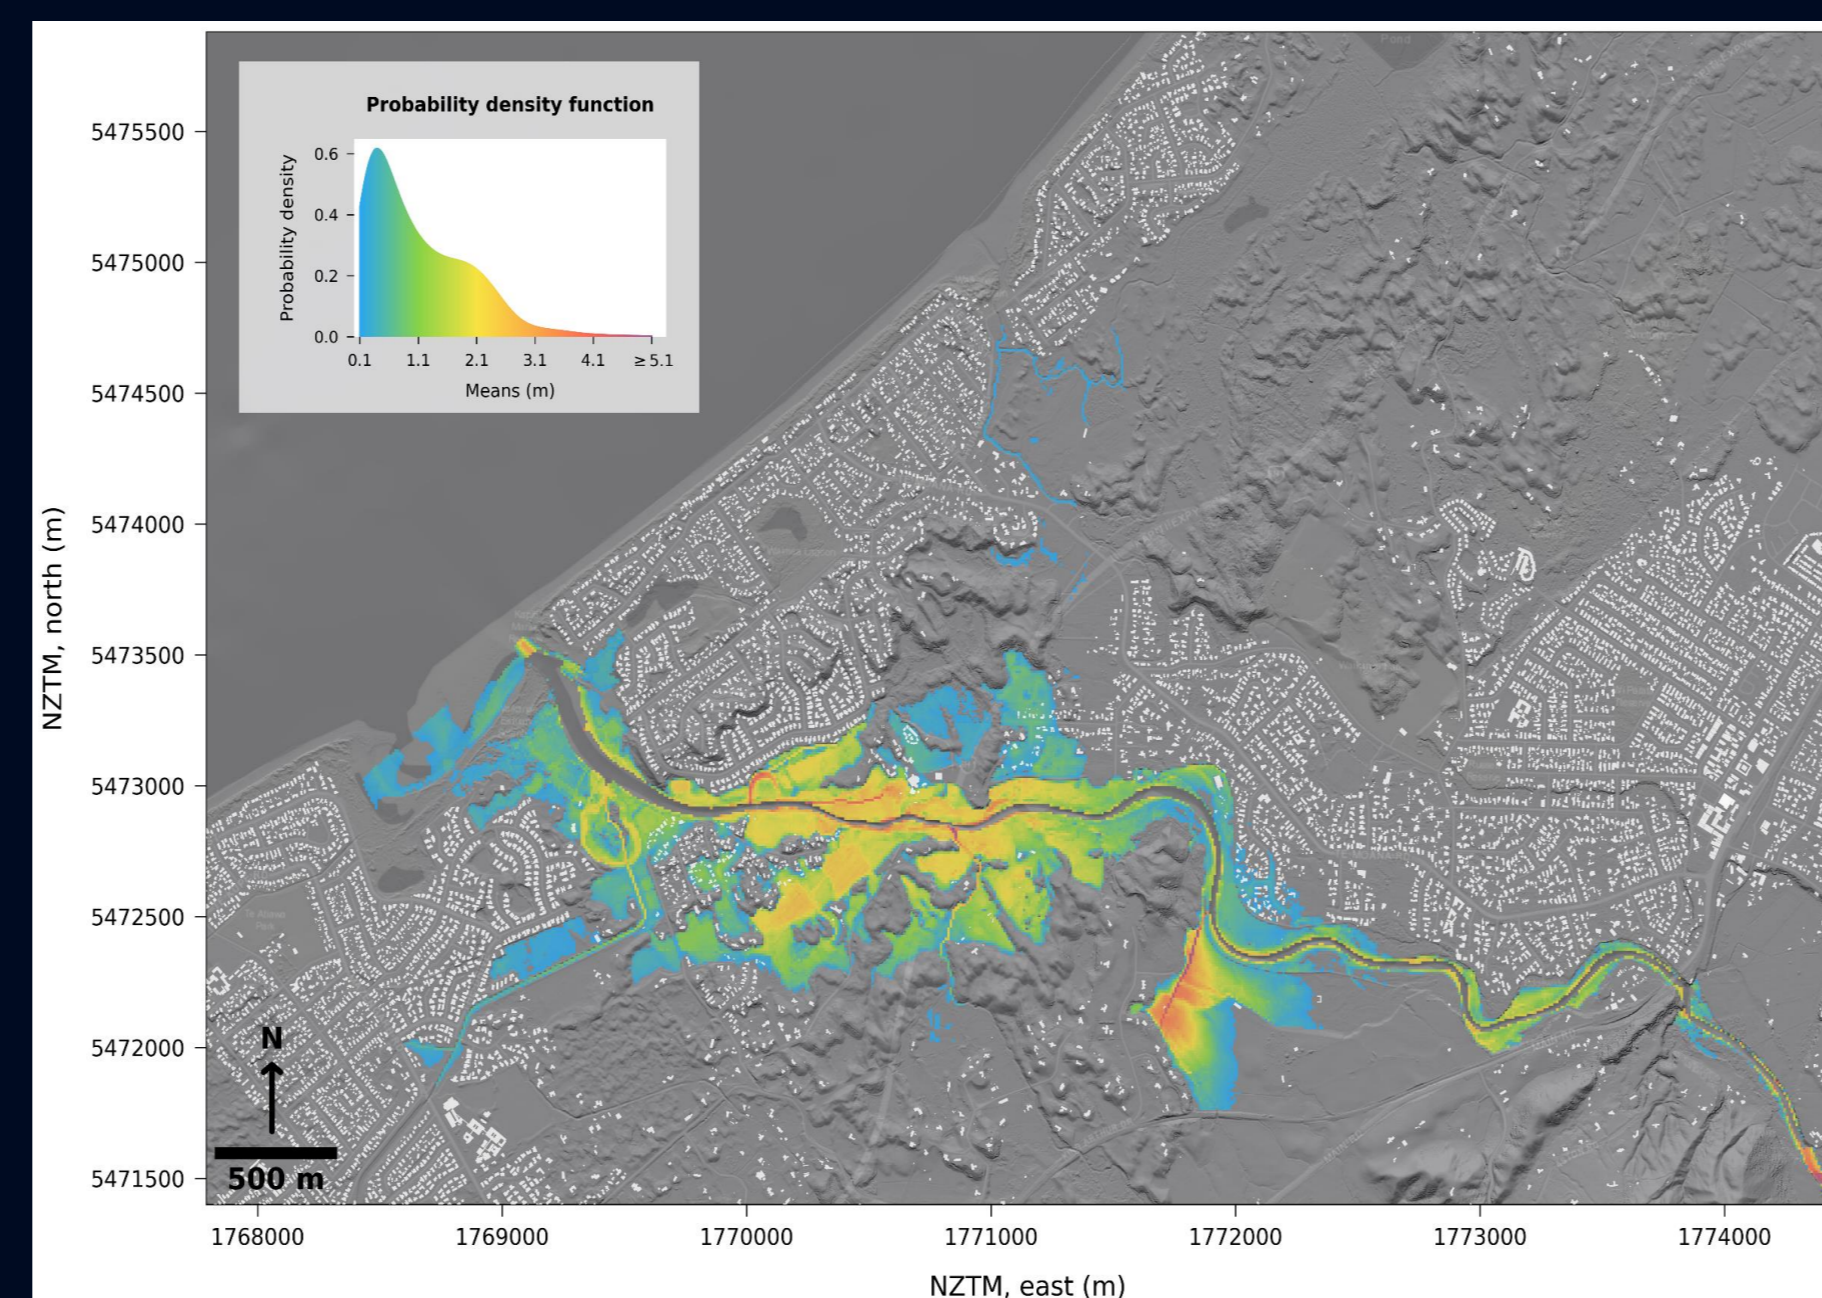 Probability density function
Probability density
0.6
0.4
0.2
0.0
0.1 1.1 2.1 3.1 4.1 ≥5.1
Means (m)
NZTM, north (m)
5475500
5475000
5474500
5474000
5473500
5473000
5472500
5472000
5471500
N
500 m
1768000 1769000 1770000 1771000 1772000 1773000 1774000
NZTM, east (m)